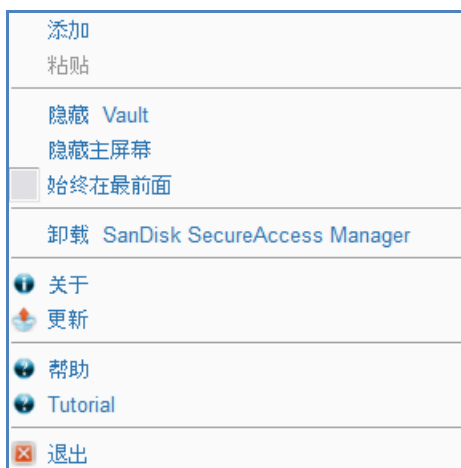 添加
粘贴
隐藏 Vault
隐藏主屏幕
始终在最前面
卸载 SanDisk SecureAccess Manager
关于
更新
帮助
Tutorial
退出